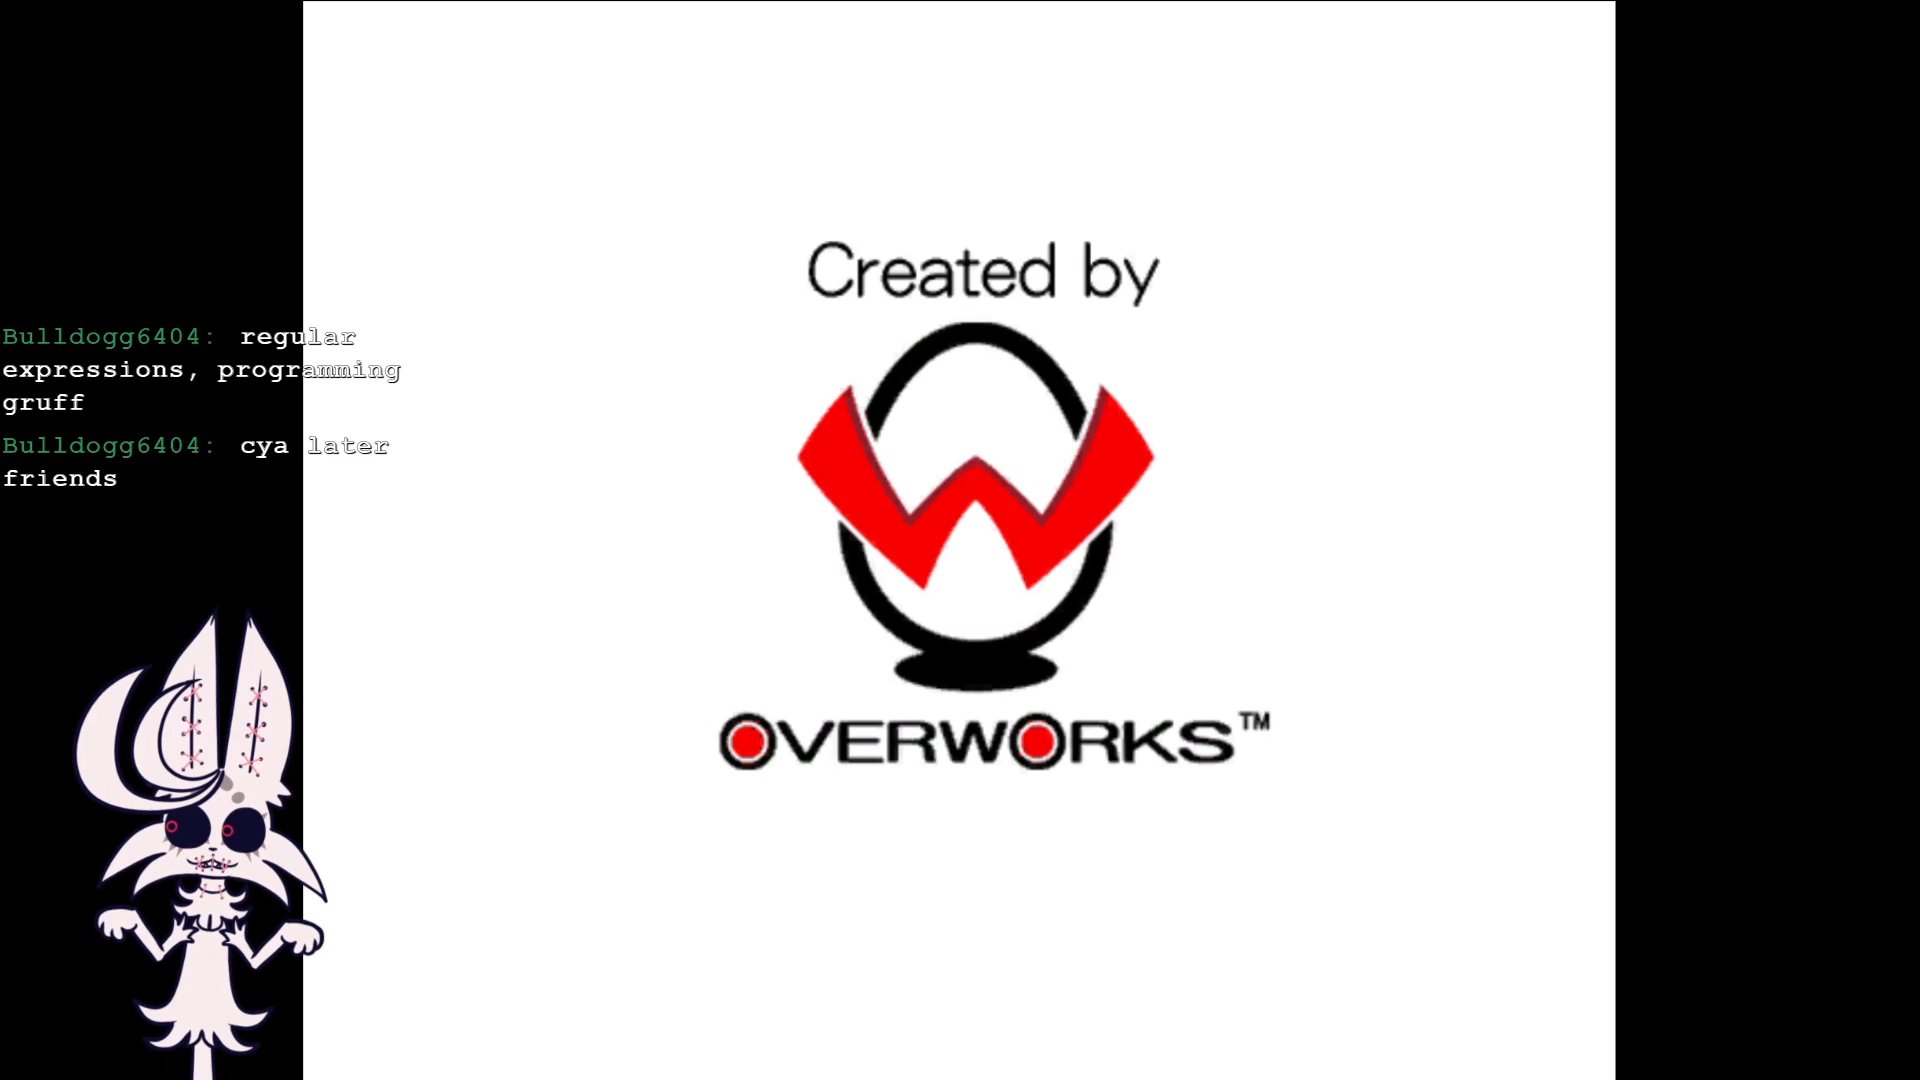 Created by
Bulldogg6404: regular
expressions, programming
gruff
Bulldogg6404: cya later
friends
OVERWORKS™